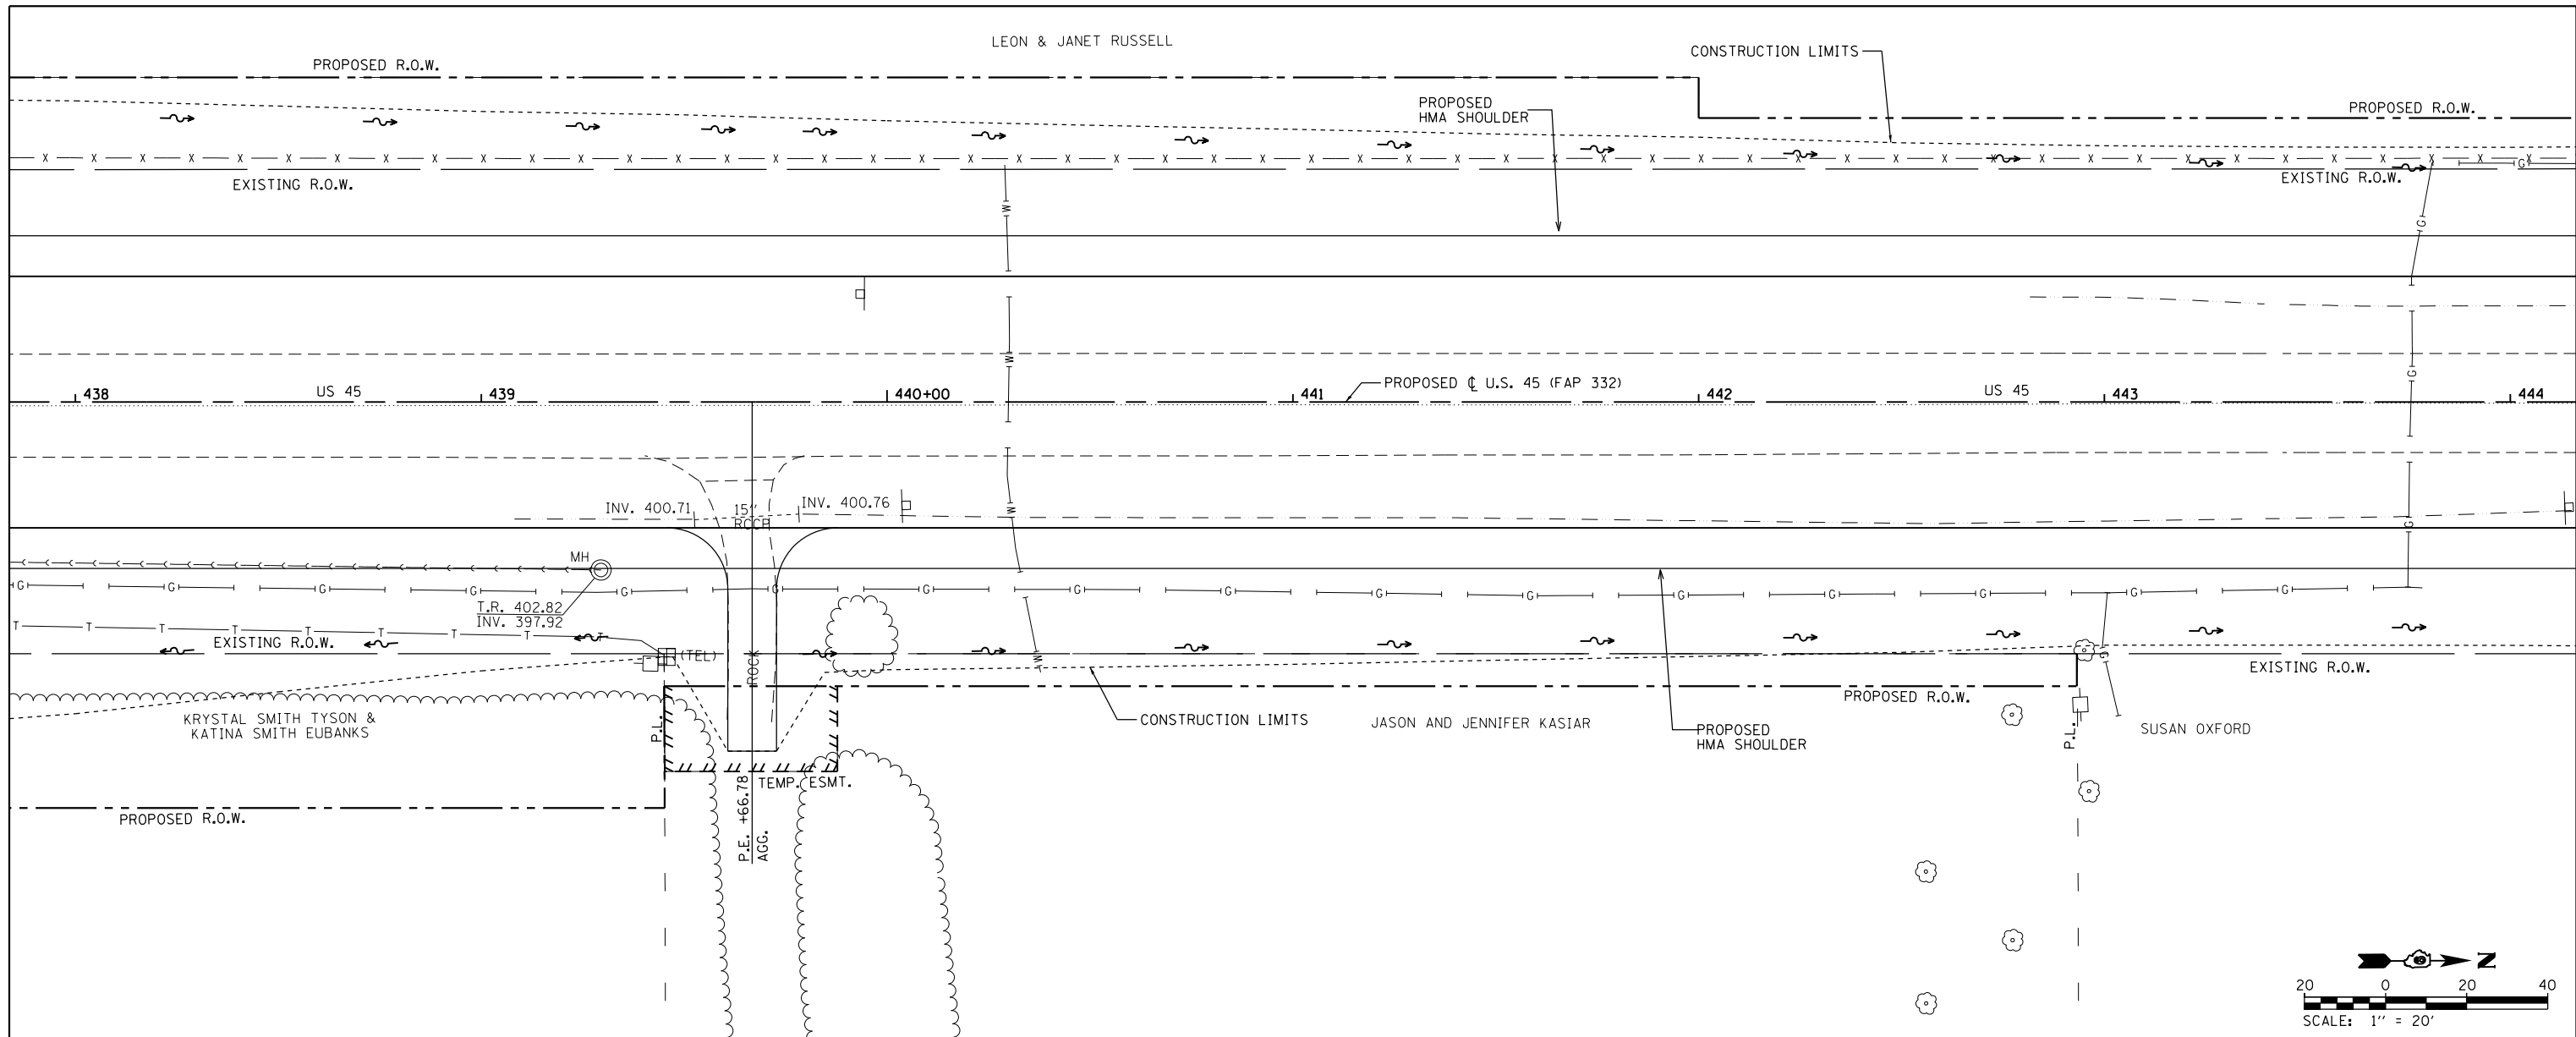 LEON & JANET RUSSELL
CONSTRUCTION LIMITS
PROPOSED R.O.W.
PROPOSED
HMA SHOULDER
PROPOSED R.O.W.
EXISTING R.O.W.
EXISTING R.O.W.
PROPOSED ℄ U.S. 45 (FAP 332)
438
US 45
439
440+00
441
442
US 45
443
444
INV. 400.71
15"
RCCP
INV. 400.76
MH
T.R. 402.82
INV. 397.92
EXISTING R.O.W.
(TEL)
ROCK
EXISTING R.O.W.
PROPOSED R.O.W.
KRYSTAL SMITH TYSON &
KATINA SMITH EUBANKS
P.L.
CONSTRUCTION LIMITS
JASON AND JENNIFER KASIAR
PROPOSED
HMA SHOULDER
P.L.
SUSAN OXFORD
TEMP. ESMT.
PROPOSED R.O.W.
P.E. +66.78
AGG.
N
20 0 20 40
SCALE: 1" = 20'